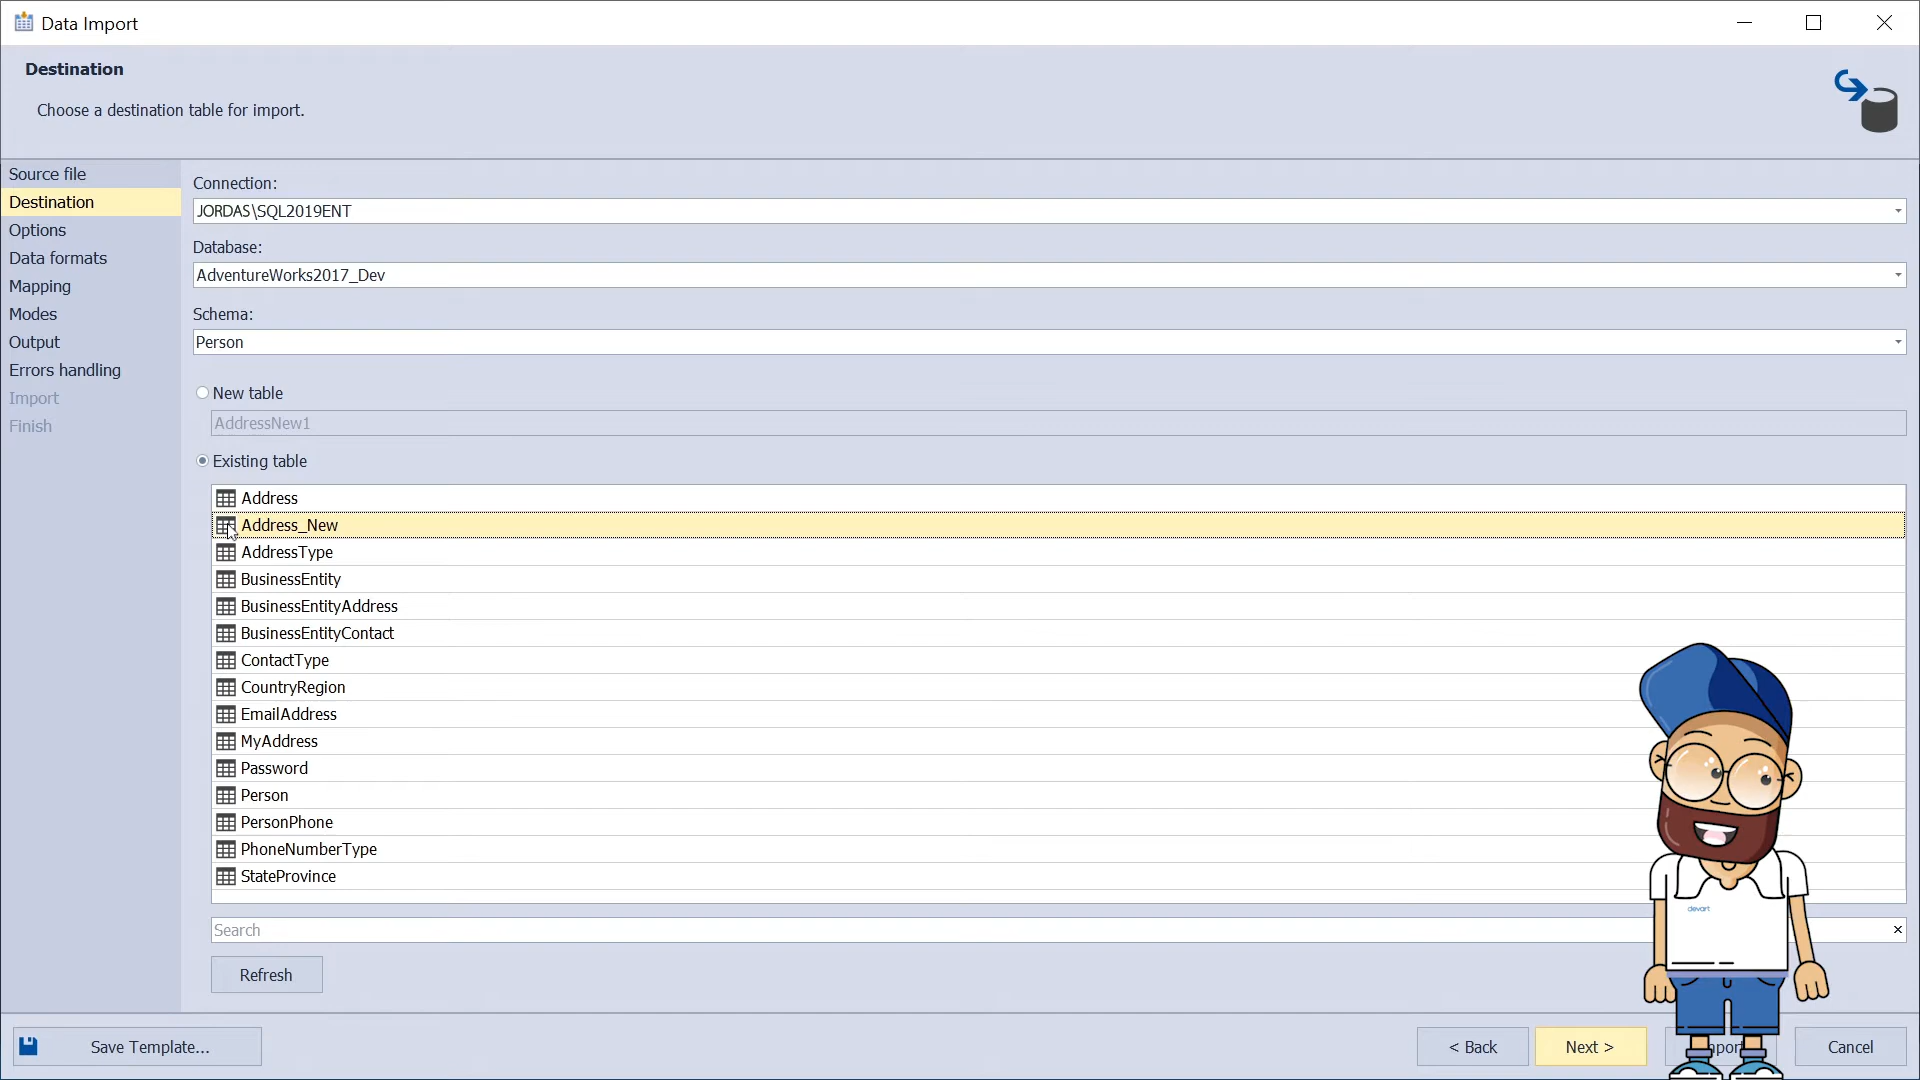 Data Import
Destination
Choose a destination table for import.
Source file
Destination
Options
Data formats
Mapping
Modes
Output
Errors handling
Import
Finish
Connection:
JORDAS\SQL2019ENT
Database:
AdventureWorks2017_Dev
Schema:
Person
New table
AddressNew1
Existing table
Address
Address_New
AddressType
BusinessEntity
BusinessEntityAddress
BusinessEntityContact
ContactType
CountryRegion
EmailAddress
MyAddress
Password
Person
PersonPhone
PhoneNumberType
StateProvince
Search
Refresh
devart
Save Template...
< Back
Next >
Cancel